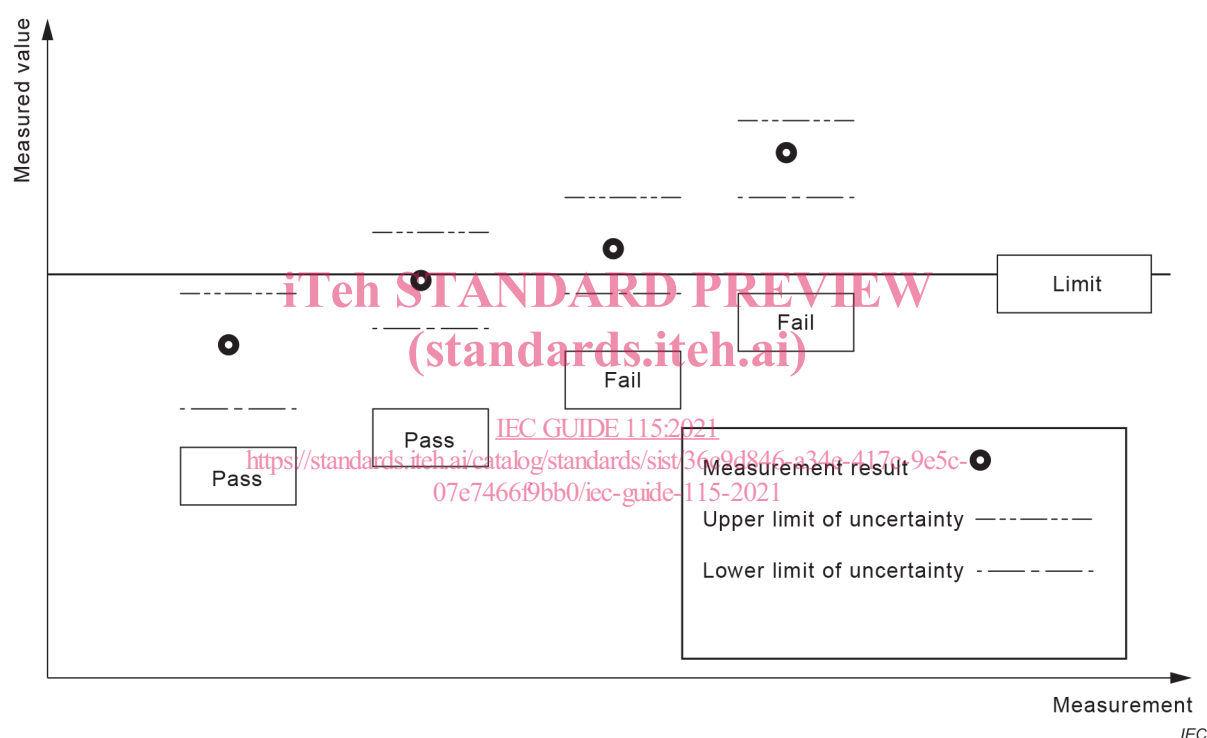 Measured value
iTeh STANDARD PREVIEW
Limit
Fail
(standards.iteh.ai)
Fail
IEC GUIDE 115:2021
Pass
https://standards.iteh.ai/catalog/standards/sist/36c9d846-a34e-417c-9e5c-
Measurement result
Pass
07e7466f9bb0/iec-guide-115-2021
Upper limit of uncertainty
Lower limit of uncertainty
Measurement
IEC